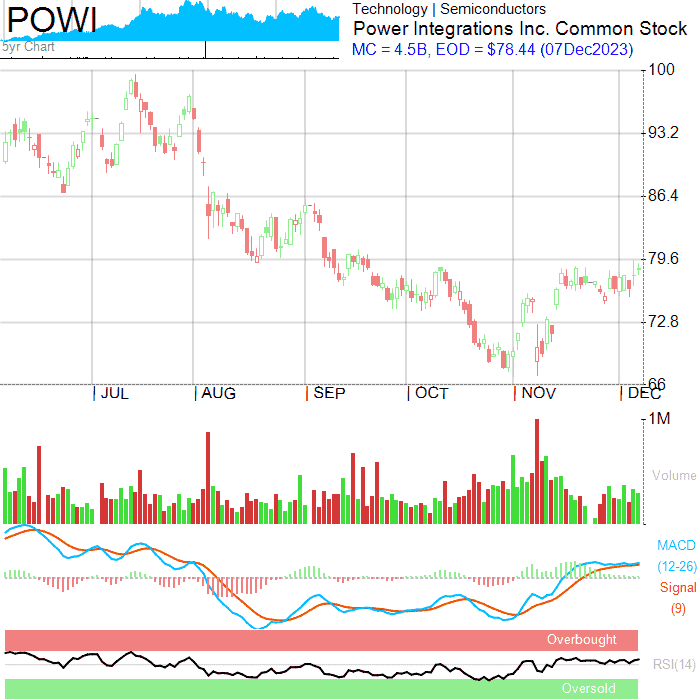 POWI
5yr Chart
Technology | Semiconductors
Power Integrations Inc. Common Stock
MC = 4.5B, EOD = $78.44 (07Dec2023)
100
93.2
86.4
79.6
72.8
66
JUL AUG SEP OCT NOV DEC
1M
Volume
MACD
(12-26)
Signal
(9)
Overbought
RSI(14)
Oversold